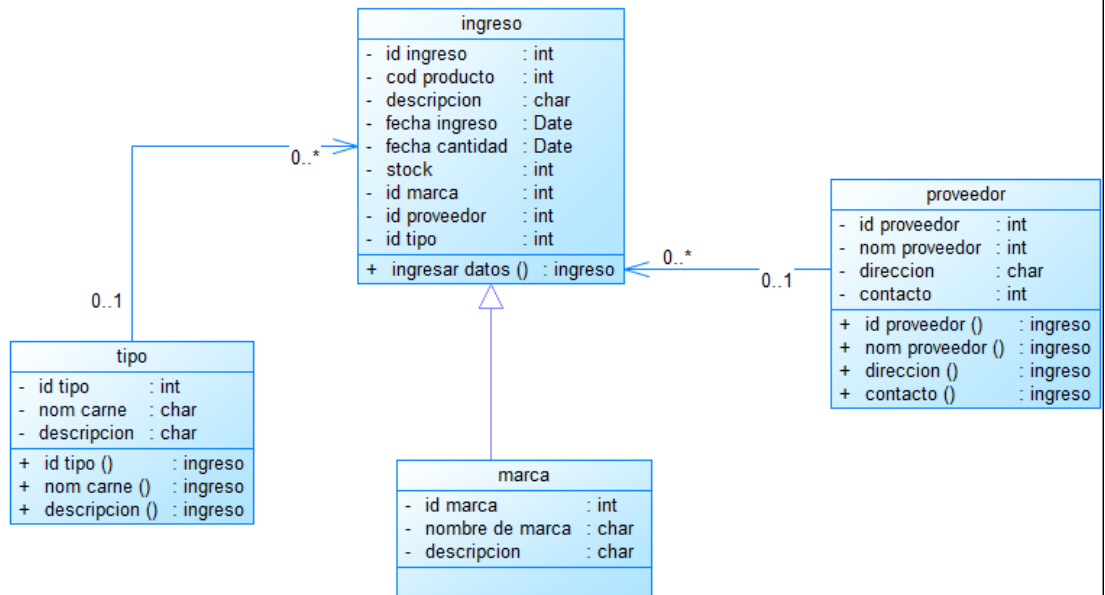 ingreso
- id ingreso : int
- cod producto : int
- descripcion : char
- fecha ingreso : Date
- fecha cantidad : Date
- stock : int
- id marca : int
- id proveedor : int
- id tipo : int
+ ingresar datos () : ingreso
0..*
0..1
tipo
- id tipo : int
- nom carne : char
- descripcion : char
+ id tipo () : ingreso
+ nom carne () : ingreso
+ descripcion () : ingreso
0..*
0..1
proveedor
- id proveedor : int
- nom proveedor : int
- direccion : char
- contacto : int
+ id proveedor () : ingreso
+ nom proveedor () : ingreso
+ direccion () : ingreso
+ contacto () : ingreso
marca
- id marca : int
- nombre de marca : char
- descripcion : char